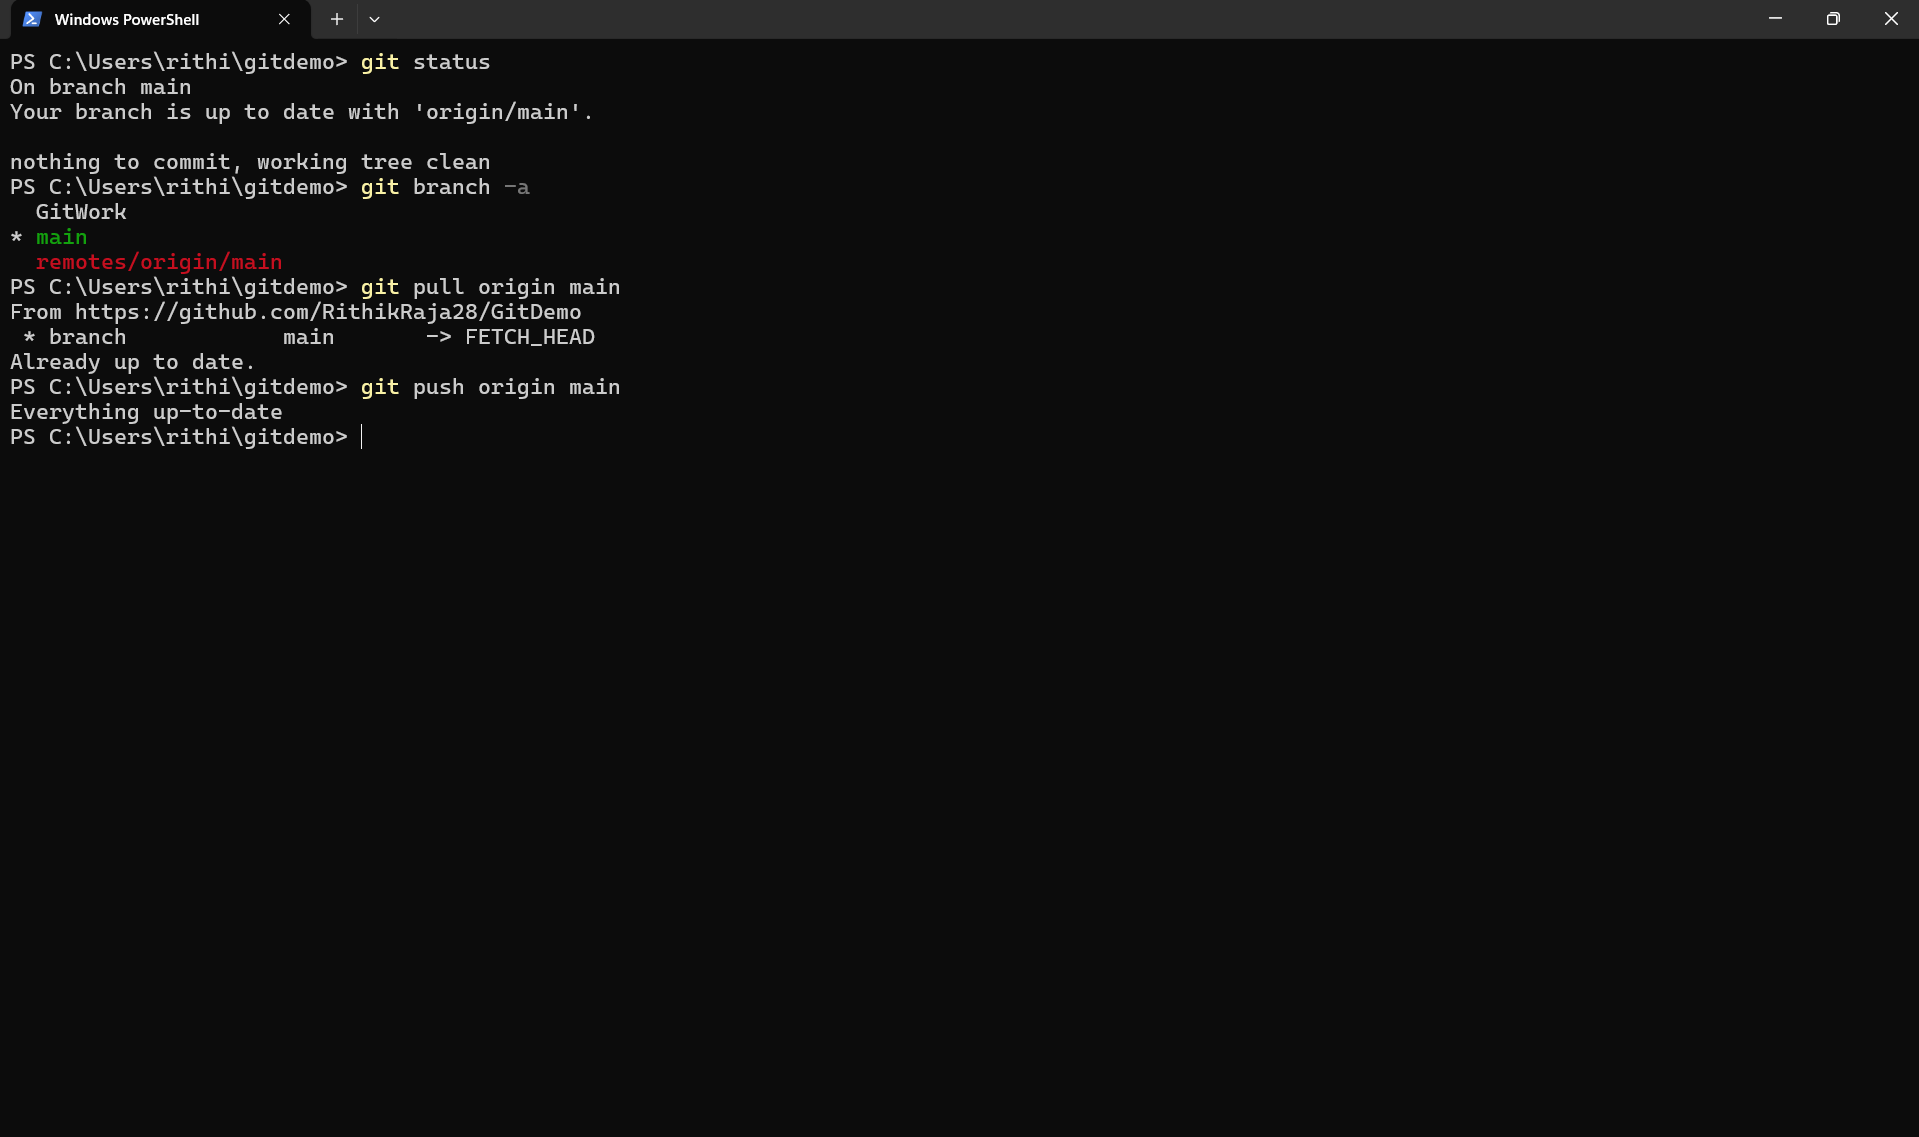 Windows PowerShell
PS C:\Users\rithi\gitdemo> git status
On branch main
Your branch is up to date with 'origin/main'.

nothing to commit, working tree clean
PS C:\Users\rithi\gitdemo> git branch -a
  GitWork
* main
  remotes/origin/main
PS C:\Users\rithi\gitdemo> git pull origin main
From https://github.com/RithikRaja28/GitDemo
 * branch            main       -> FETCH_HEAD
Already up to date.
PS C:\Users\rithi\gitdemo> git push origin main
Everything up-to-date
PS C:\Users\rithi\gitdemo>